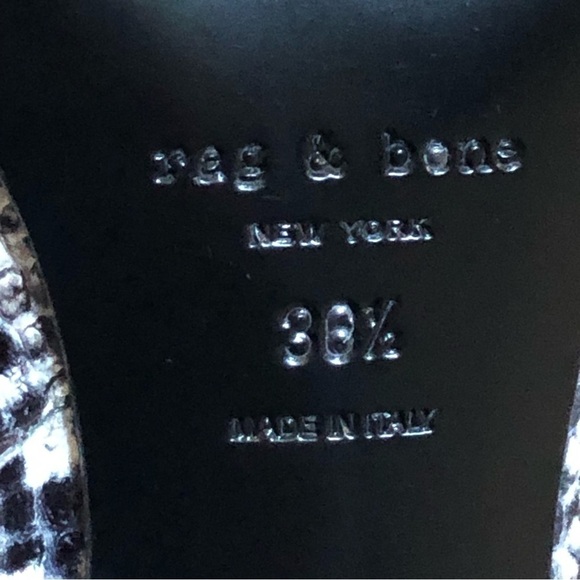 rag & bone
NEW YORK
38½
MADE IN ITALY